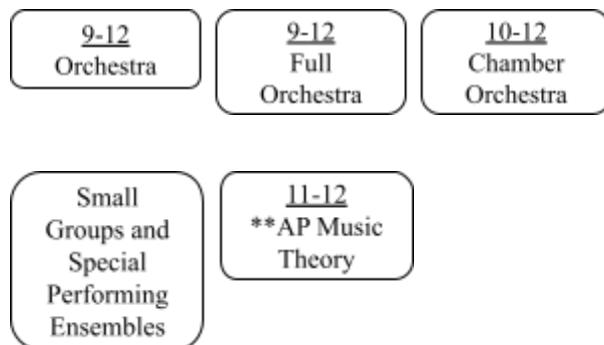 9-12
Orchestra
9-12
Full
Orchestra
10-12
Chamber
Orchestra
Small
Groups and
Special
Performing
Ensembles
11-12
**AP Music
Theory